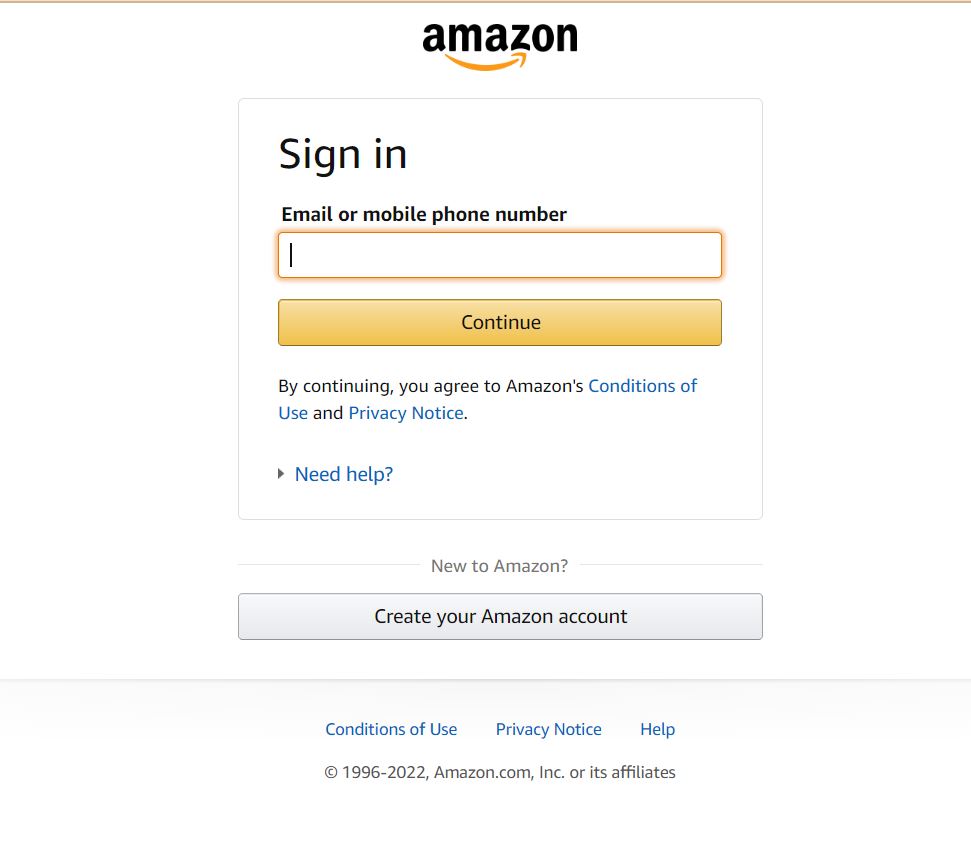 amazon
Sign in
Email or mobile phone number
Continue
By continuing, you agree to Amazon's Conditions of
Use and Privacy Notice.
Need help?
New to Amazon?
Create your Amazon account
Conditions of Use Privacy Notice Help
© 1996-2022, Amazon.com, Inc. or its affiliates